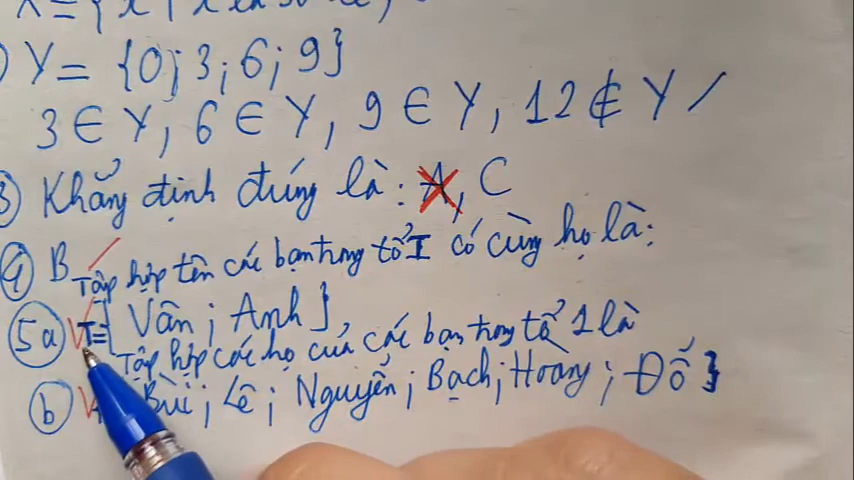 Y = {0; 3; 6; 9}
3 ∈ Y, 6 ∈ Y, 9 ∈ Y, 12 ∉ Y
3 Khẳng định đúng là: A, C
4 B
Tập hợp tên các bạn trong tổ I có cùng họ là:
5a T = { Vân; Anh }
Tập hợp các họ của các bạn trong tổ 1 là
b Bùi; Lê; Nguyễn; Bạch; Hoàng; Đỗ }